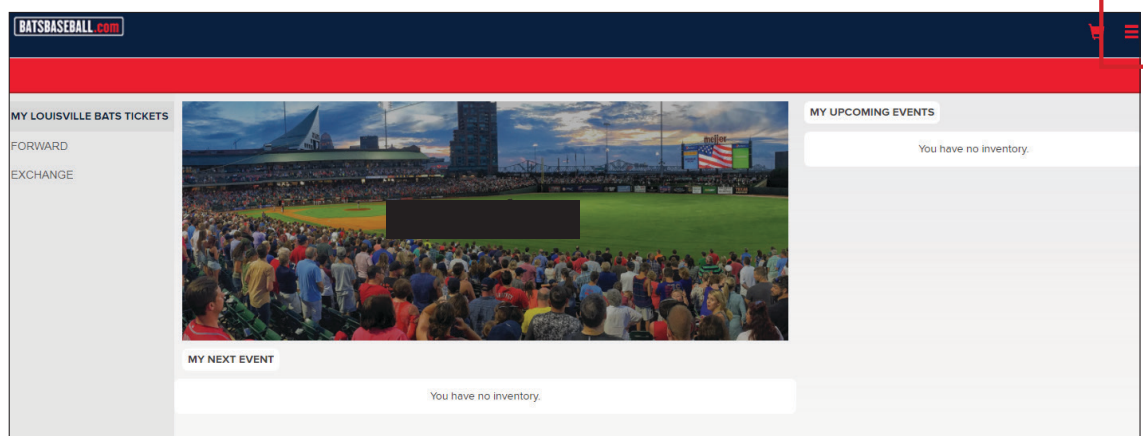 BATSBASEBALL.com
MY LOUISVILLE BATS TICKETS
FORWARD
EXCHANGE
meijer
MY NEXT EVENT
You have no inventory.
MY UPCOMING EVENTS
You have no inventory.